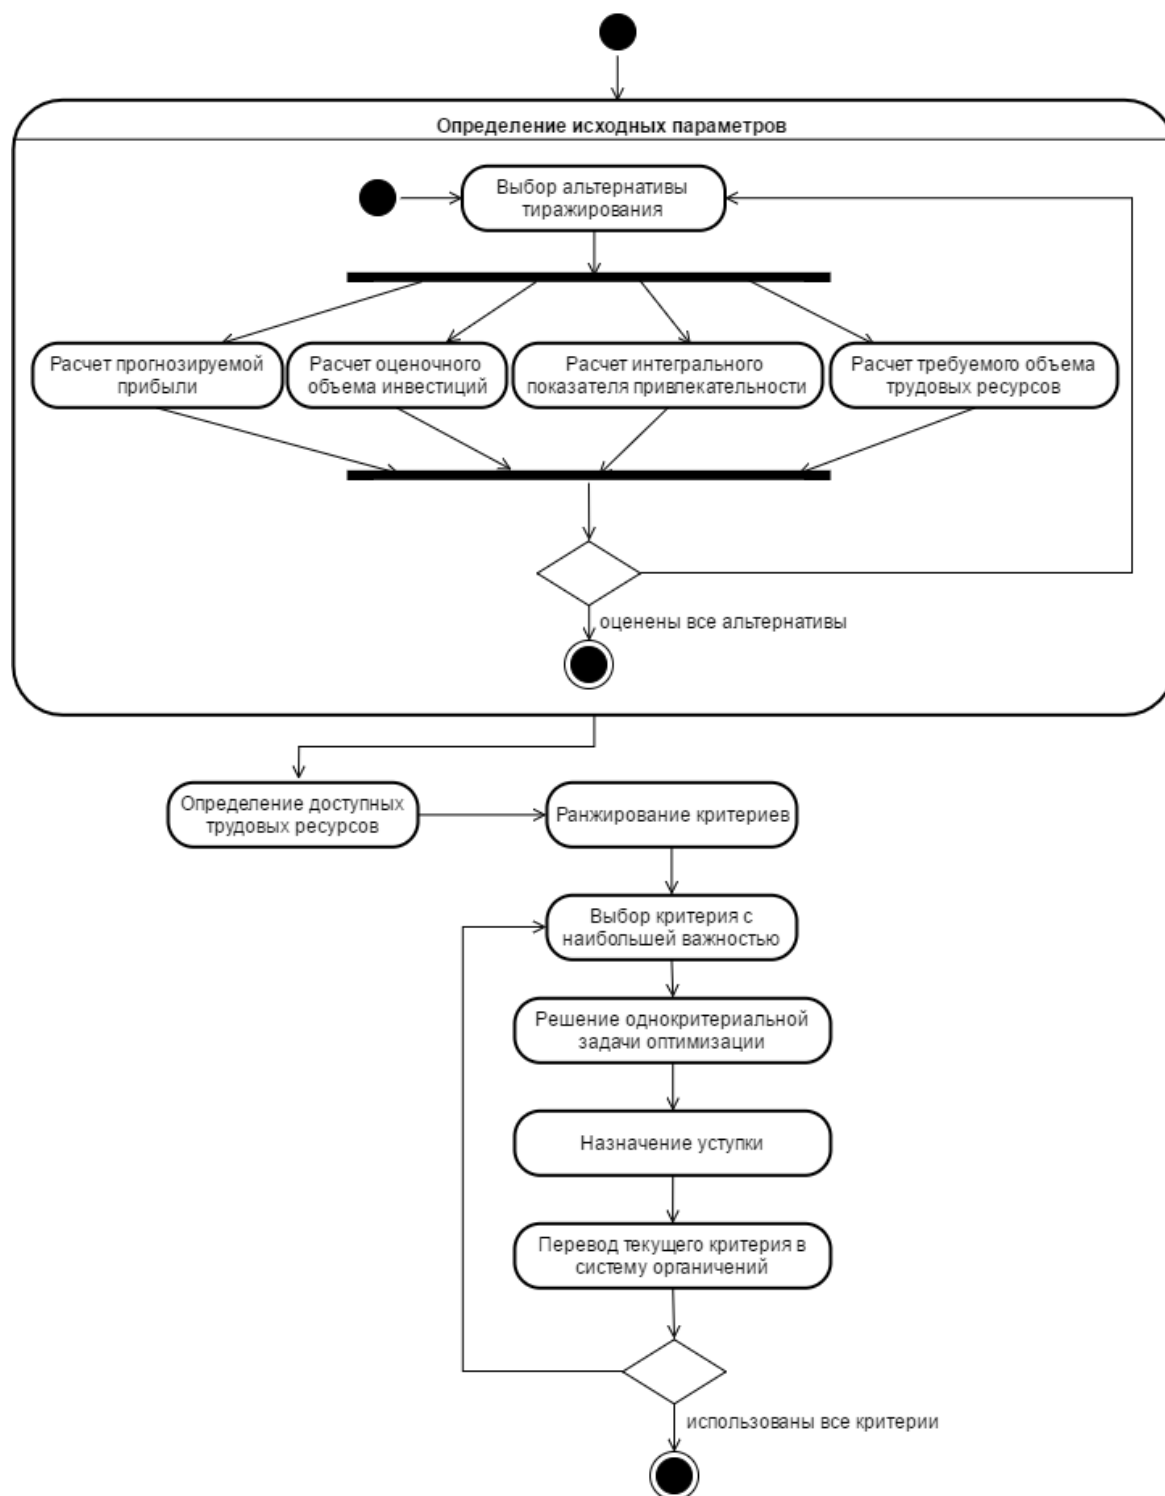 Определение исходных параметров
Выбор альтернативы
тиражирования
Расчет прогнозируемой
прибыли
Расчет оценочного
объема инвестиций
Расчет интегрального
показателя привлекательности
Расчет требуемого объема
трудовых ресурсов
оценены все альтернативы
Определение доступных
трудовых ресурсов
Ранжирование критериев
Выбор критерия с
наибольшей важностью
Решение однокритериальной
задачи оптимизации
Назначение уступки
Перевод текущего критерия в
систему органичений
использованы все критерии